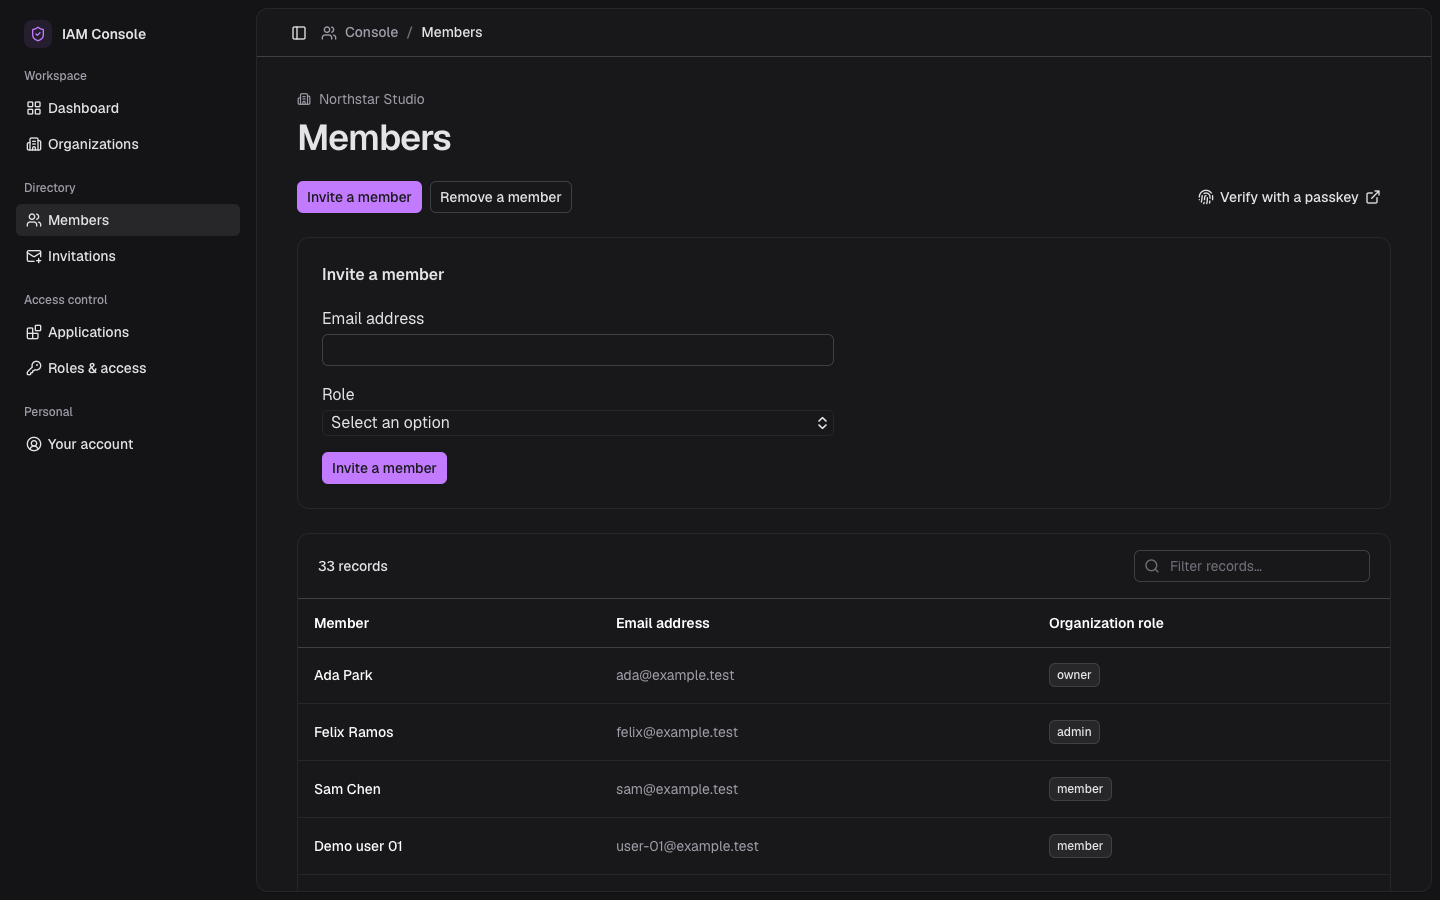 IAM Console
Workspace
Dashboard
Organizations
Directory
Members
Invitations
Access control
Applications
Roles & access
Personal
Your account
Console / Members
Northstar Studio
Members
Invite a member
Remove a member
Verify with a passkey
Invite a member
Email address
Role
Select an option
Invite a member
33 records
Filter records...
Member Email address Organization role
Ada Park ada@example.test owner
Felix Ramos felix@example.test admin
Sam Chen sam@example.test member
Demo user 01 user-01@example.test member